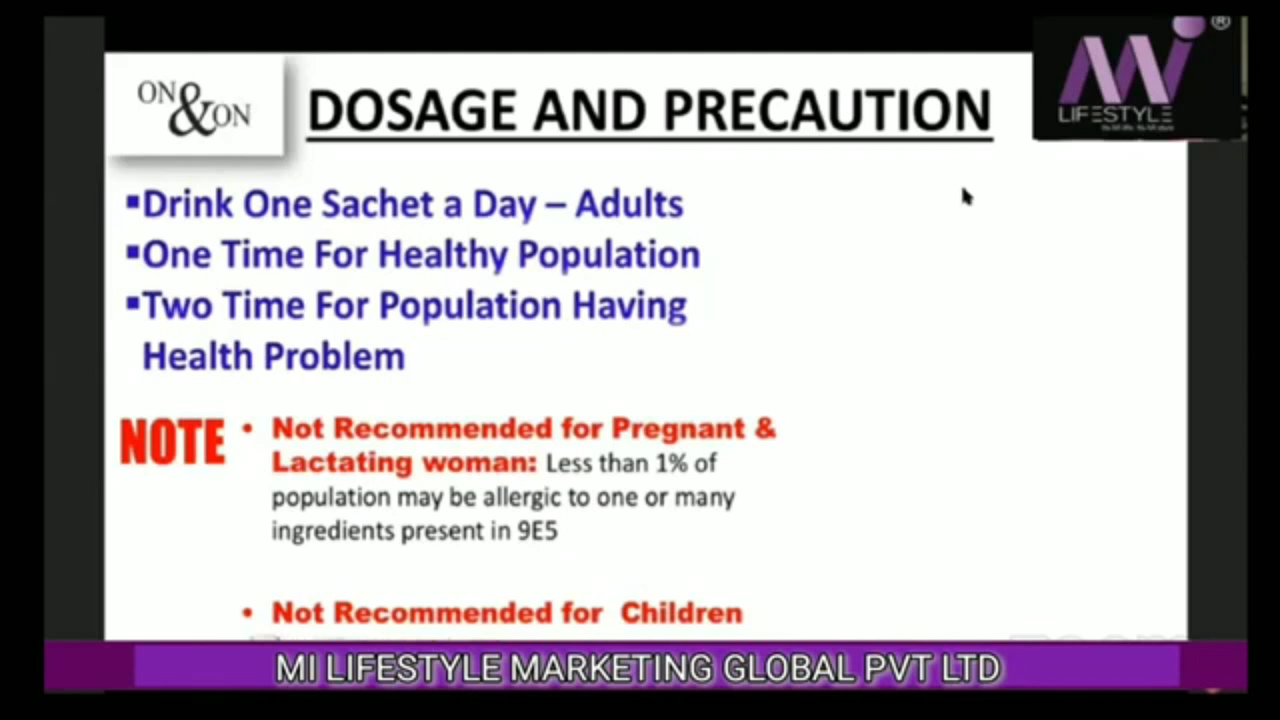 ON & ON
DOSAGE AND PRECAUTION
Mi ®
LIFESTYLE
▪Drink One Sachet a Day – Adults
▪One Time For Healthy Population
▪Two Time For Population Having
Health Problem
NOTE
• Not Recommended for Pregnant &
Lactating woman: Less than 1% of
population may be allergic to one or many
ingredients present in 9E5
• Not Recommended for Children
MI LIFESTYLE MARKETING GLOBAL PVT LTD